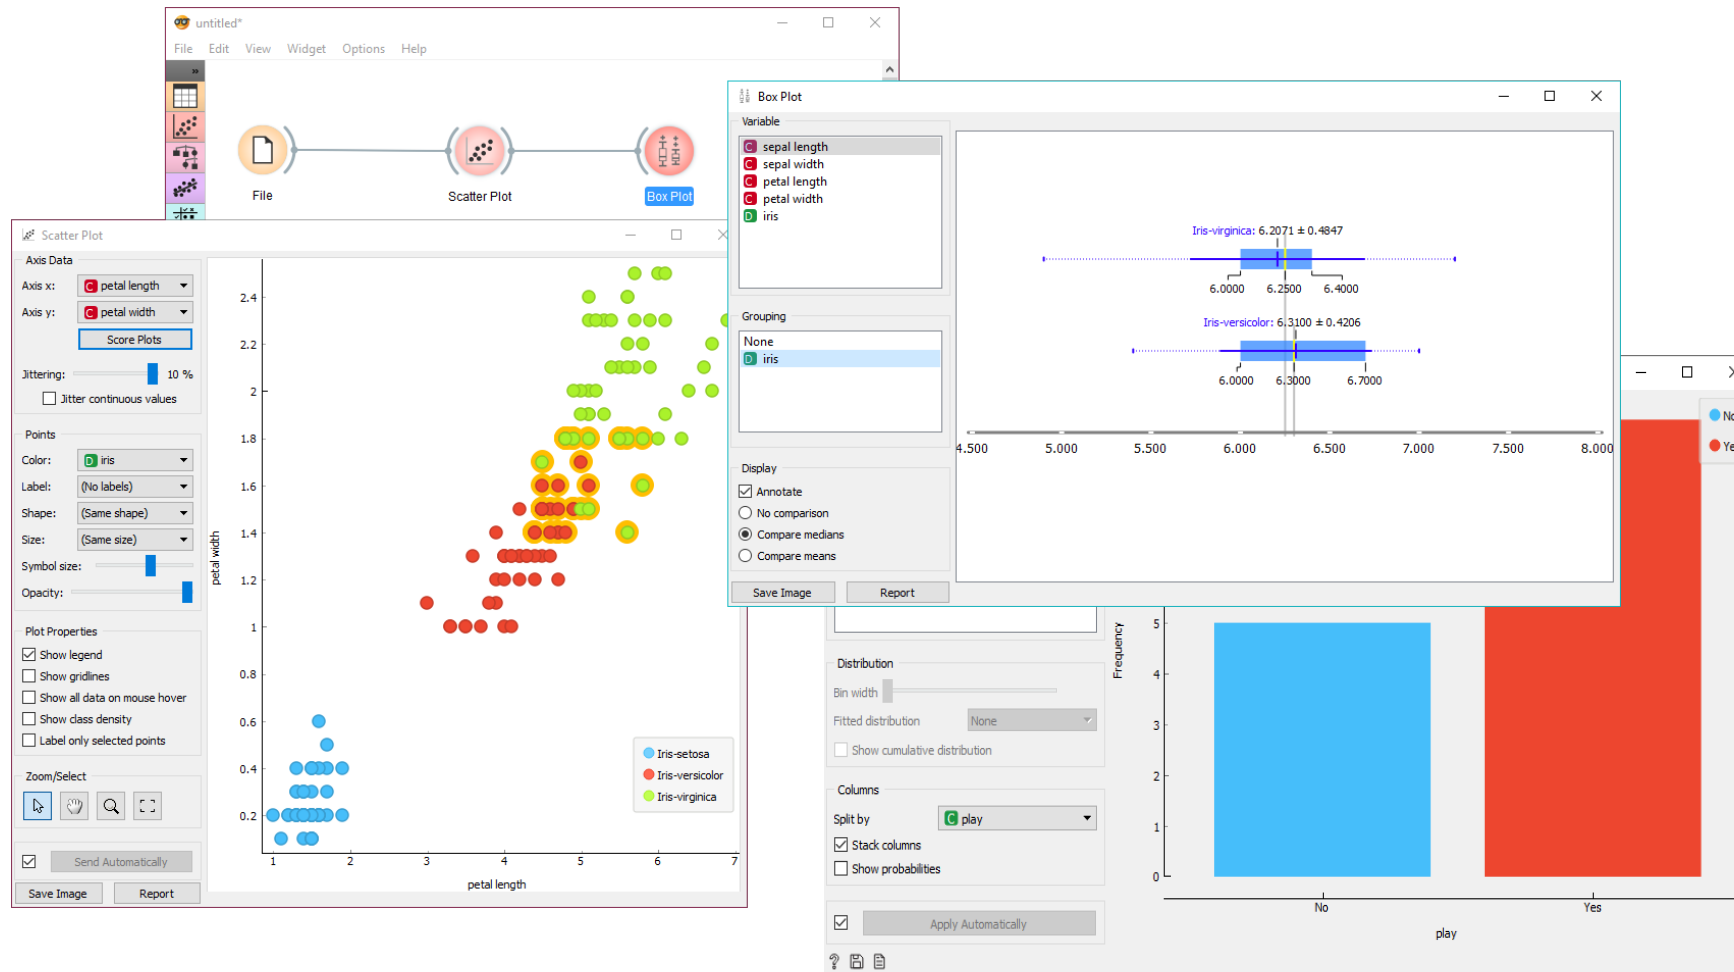 untitled*
File Edit View Widget Options Help
»
File
Scatter Plot
Box Plot
Scatter Plot
Axis Data
Axis x: C petal length
Axis y: C petal width
Score Plots
Jittering: 10 %
Jitter continuous values
Points
Color: D iris
Label: (No labels)
Shape: (Same shape)
Size: (Same size)
Symbol size:
Opacity:
Plot Properties
Show legend
Show gridlines
Show all data on mouse hover
Show class density
Label only selected points
Zoom/Select
Send Automatically
Save Image Report
petal width
2.4
2.2
2
1.8
1.6
1.4
1.2
1
0.8
0.6
0.4
0.2
1 2 3 4 5 6 7
petal length
Iris-setosa
Iris-versicolor
Iris-virginica
Box Plot
Variable
C sepal length
C sepal width
C petal length
C petal width
D iris
Grouping
None
D iris
Display
Annotate
No comparison
Compare medians
Compare means
Save Image Report
Iris-virginica: 6.2071 ± 0.4847
6.0000 6.2500 6.4000
Iris-versicolor: 6.3100 ± 0.4206
6.0000 6.3000 6.7000
4.500 5.000 5.500 6.000 6.500 7.000 7.500 8.000
Distribution
Bin width
Fitted distribution None
Show cumulative distribution
Columns
Split by C play
Stack columns
Show probabilities
Apply Automatically
?
Frequency
5
4
3
2
1
0
No Yes
play
No
Ye